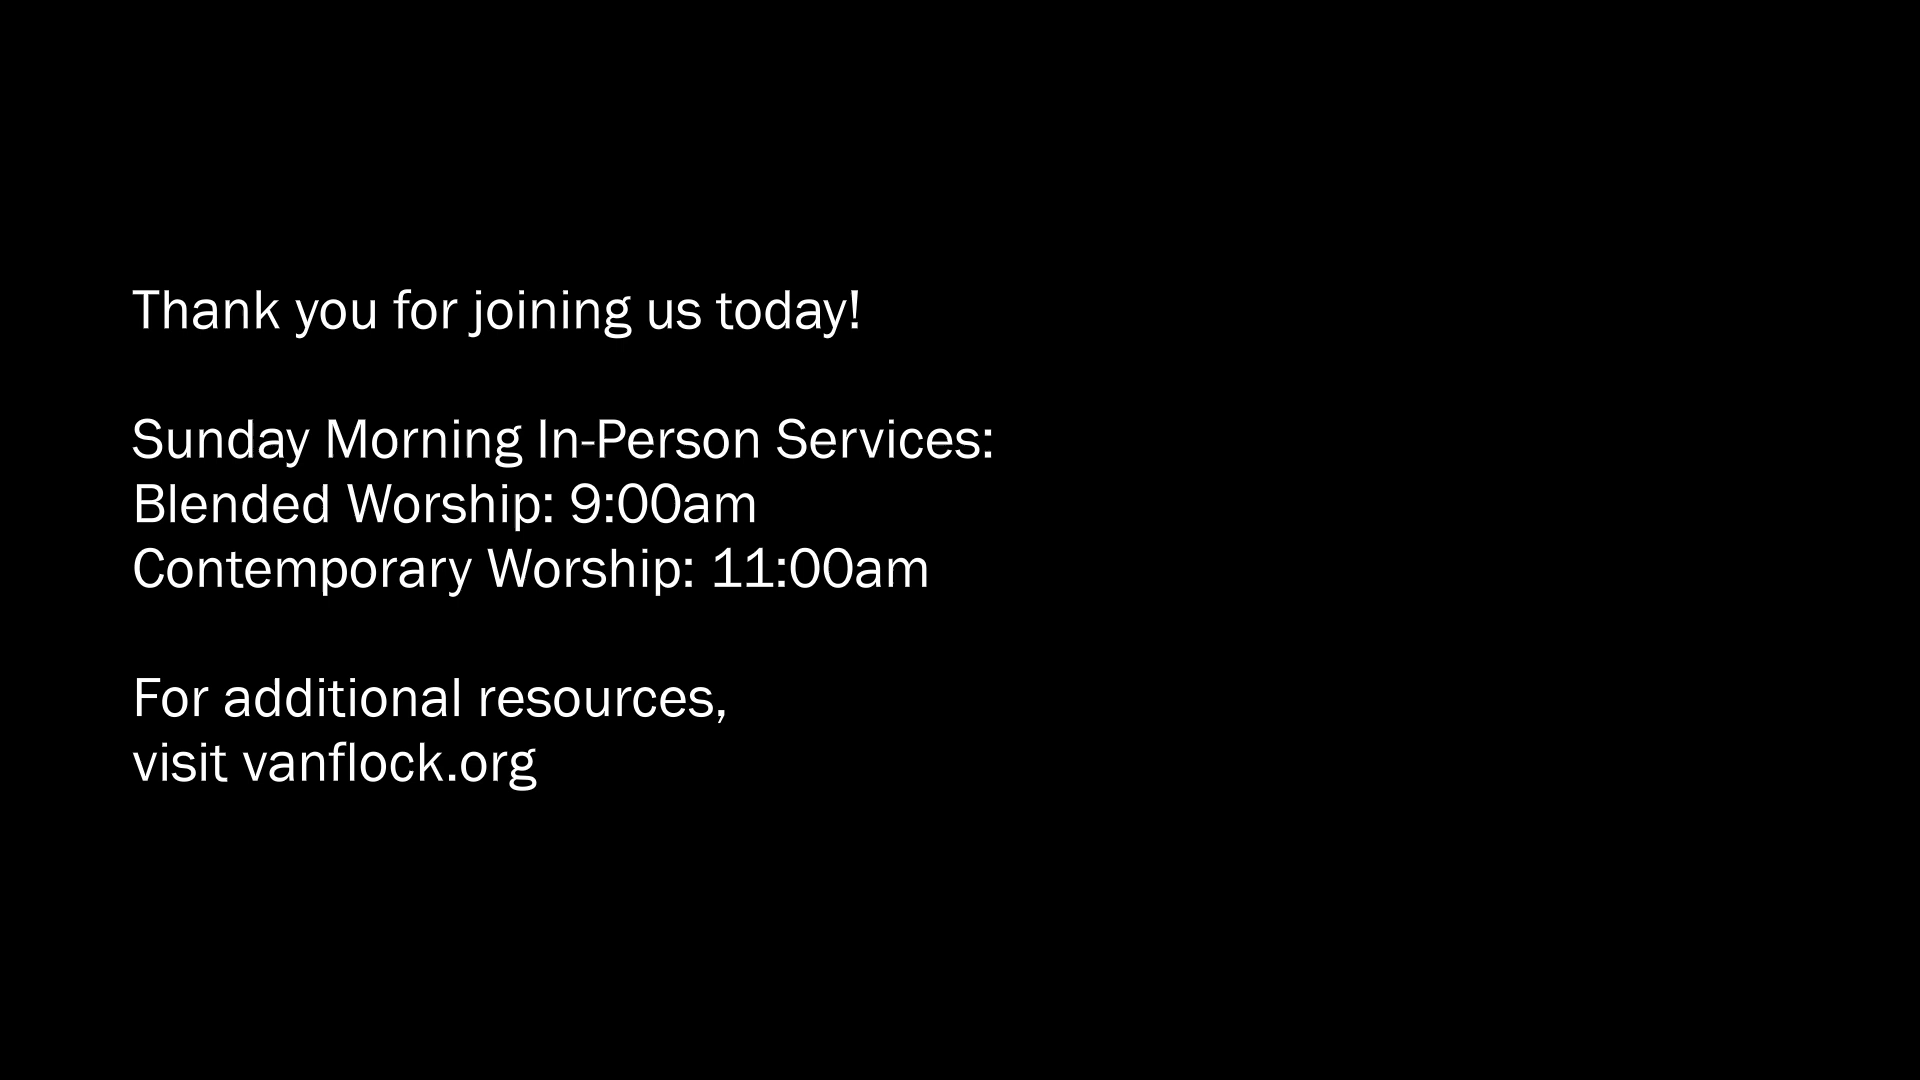 Thank you for joining us today!
Sunday Morning In-Person Services:
Blended Worship: 9:00am
Contemporary Worship: 11:00am
For additional resources,
visit vanflock.org